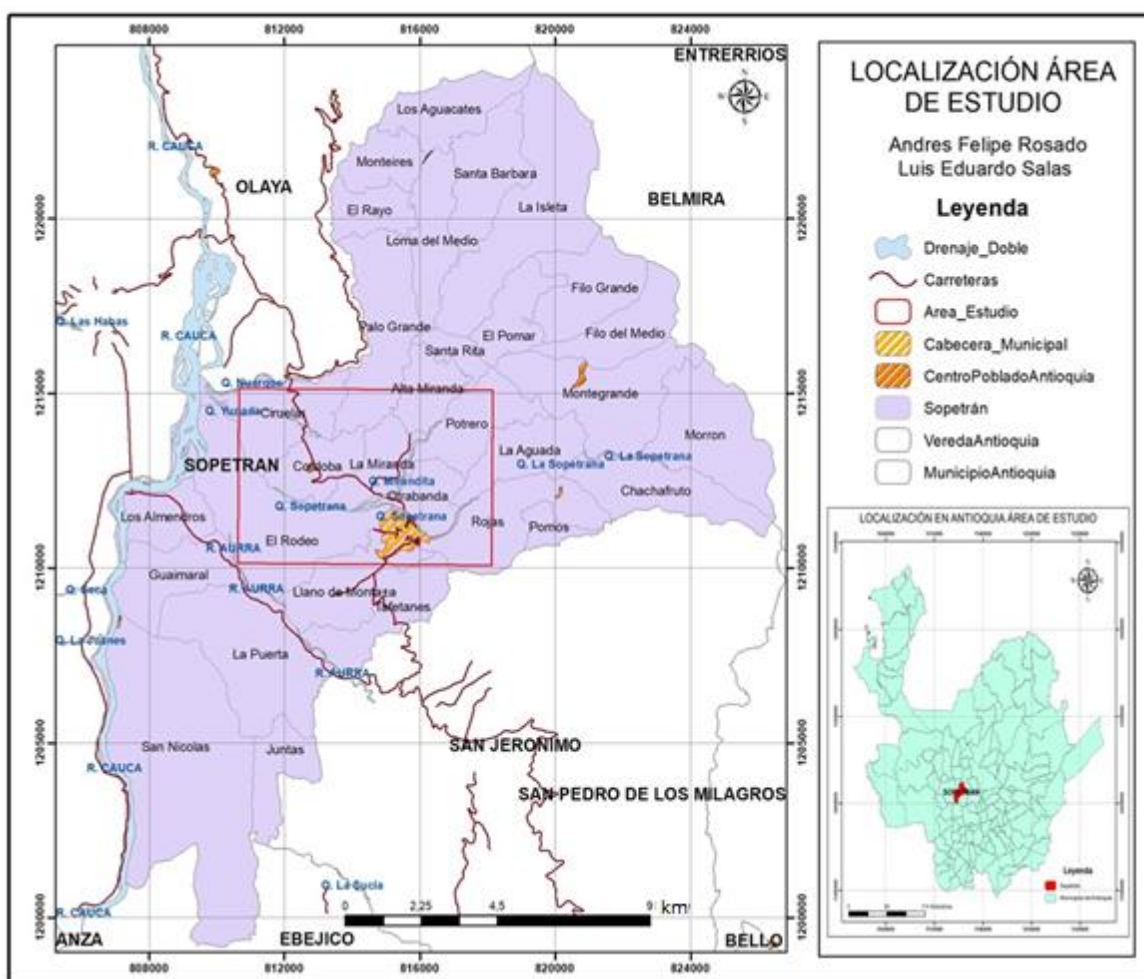 808000 812000 816000 820000 824000
ENTRERRIOS
Los Aguacates
R. CAUCA
Monteires
Santa Barbara
OLAYA
BELMIRA
El Rayo
La Isleta
1220000
1220000
Loma del Medio
Filo Grande
Q. Las Habas
R. CAUCA
Palo Grande
El Pomar
Filo del Medio
Santa Rita
Q. Nuarque
Alta Miranda
Montegrande
1215000
1215000
Ciruelar
Potrero
Morron
La Aguada
SOPETRAN
Cordoba
La Miranda
Q. La Sopetrana
Q. La Sopetrana
Q. Mirandita
Otrabanda
Chachafruto
Q. Sopetrana
Q. Sopetrana
Los Almendros
Rojas
Pomos
El Rodeo
R. AURRA
1210000
1210000
Guaimaral
Q. Seca
R. AURRA
Llano de Montaña
Tafetanes
La Puerta
R. AURRA
San Nicolas
Juntas
SAN JERONIMO
1205000
1205000
R. CAUCA
SAN PEDRO DE LOS MILAGROS
Q. La Sucia
0 2,25 4,5 9 km
1200000
1200000
R. CAUCA
ANZA
EBEJICO
BELLO
808000 812000 816000 820000 824000
LOCALIZACIÓN ÁREA
DE ESTUDIO
Andres Felipe Rosado
Luis Eduardo Salas
Leyenda
Drenaje_Doble
Carreteras
Area_Estudio
Cabecera_Municipal
CentroPobladoAntioquia
Sopetrán
VeredaAntioquia
MunicipioAntioquia
LOCALIZACIÓN EN ANTIOQUIA ÁREA DE ESTUDIO
Leyenda